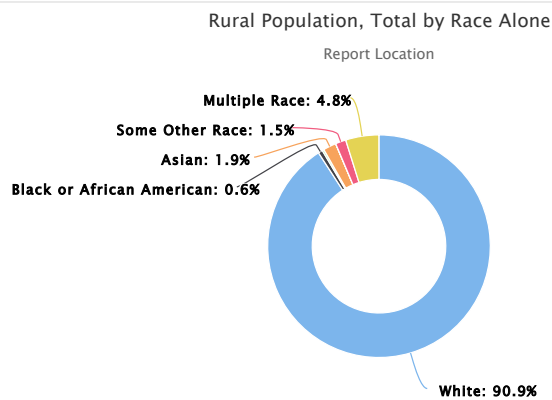 Rural Population, Total by Race Alone
Report Location
Multiple Race: 4.8%
Some Other Race: 1.5%
Asian: 1.9%
Black or African American: 0.6%
White: 90.9%